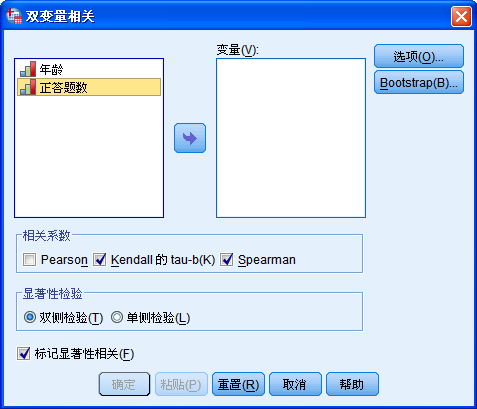 双变量相关
变量(V):
年龄
正答题数
选项(O)...
Bootstrap(B)...
相关系数
Pearson
Kendall 的 tau-b(K)
Spearman
显著性检验
双侧检验(T)
单侧检验(L)
标记显著性相关(F)
确定
粘贴(P)
重置(R)
取消
帮助